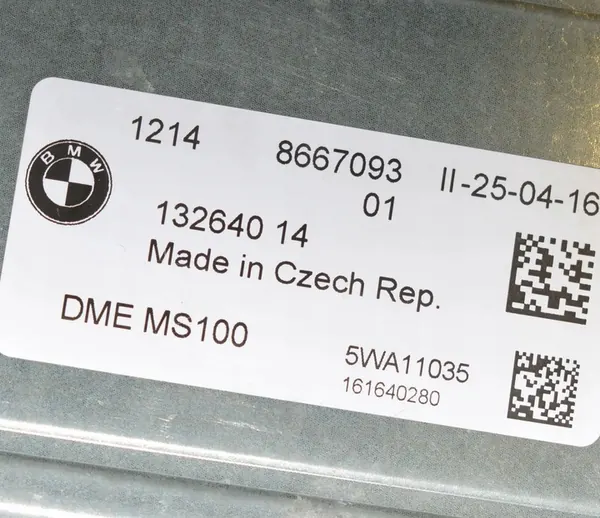 BMW
1214 8667093 II-25-04-16
01
132640 14
Made in Czech Rep.
DME MS100
5WA11035
161640280